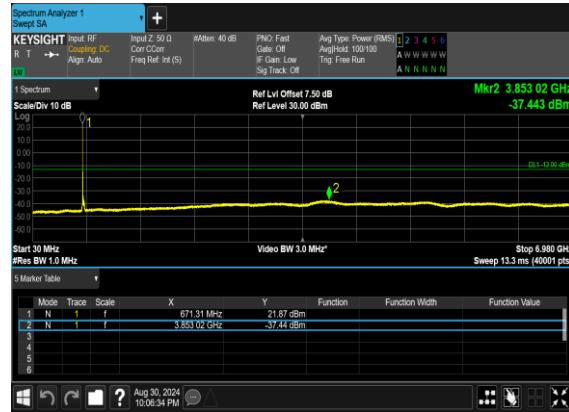 Spectrum Analyzer 1
Swept SA
+
KEYSIGHT Input: RF Input Z: 50 Ω #Atten: 40 dB PNO: Fast Avg Type: Power (RMS) 1 2 3 4 5 6
R T Coupling: DC Corr CCorr Gate: Off Avg|Hold: 100/100 A W W W W W
Align: Auto Freq Ref: Int (S) IF Gain: Low Trig: Free Run
Sig Track: Off A N N N N N
1 Spectrum Ref Lvl Offset 7.50 dB Mkr2 3.853 02 GHz
Scale/Div 10 dB Ref Level 30.00 dBm -37.443 dBm
Log
20.0
10.0
0.00
-10.0
DL1 -13.00 dBm
-20.0
-30.0
-40.0
-50.0
-60.0
1
2
Start 30 MHz Video BW 3.0 MHz* Stop 6.980 GHz
#Res BW 1.0 MHz Sweep 13.3 ms (40001 pts)
5 Marker Table
Mode Trace Scale X Y Function Function Width Function Value
1 N 1 f 671.31 MHz 21.87 dBm
2 N 1 f 3.853 02 GHz -37.44 dBm
3
4
5
6
? Aug 30, 2024
10:06:34 PM